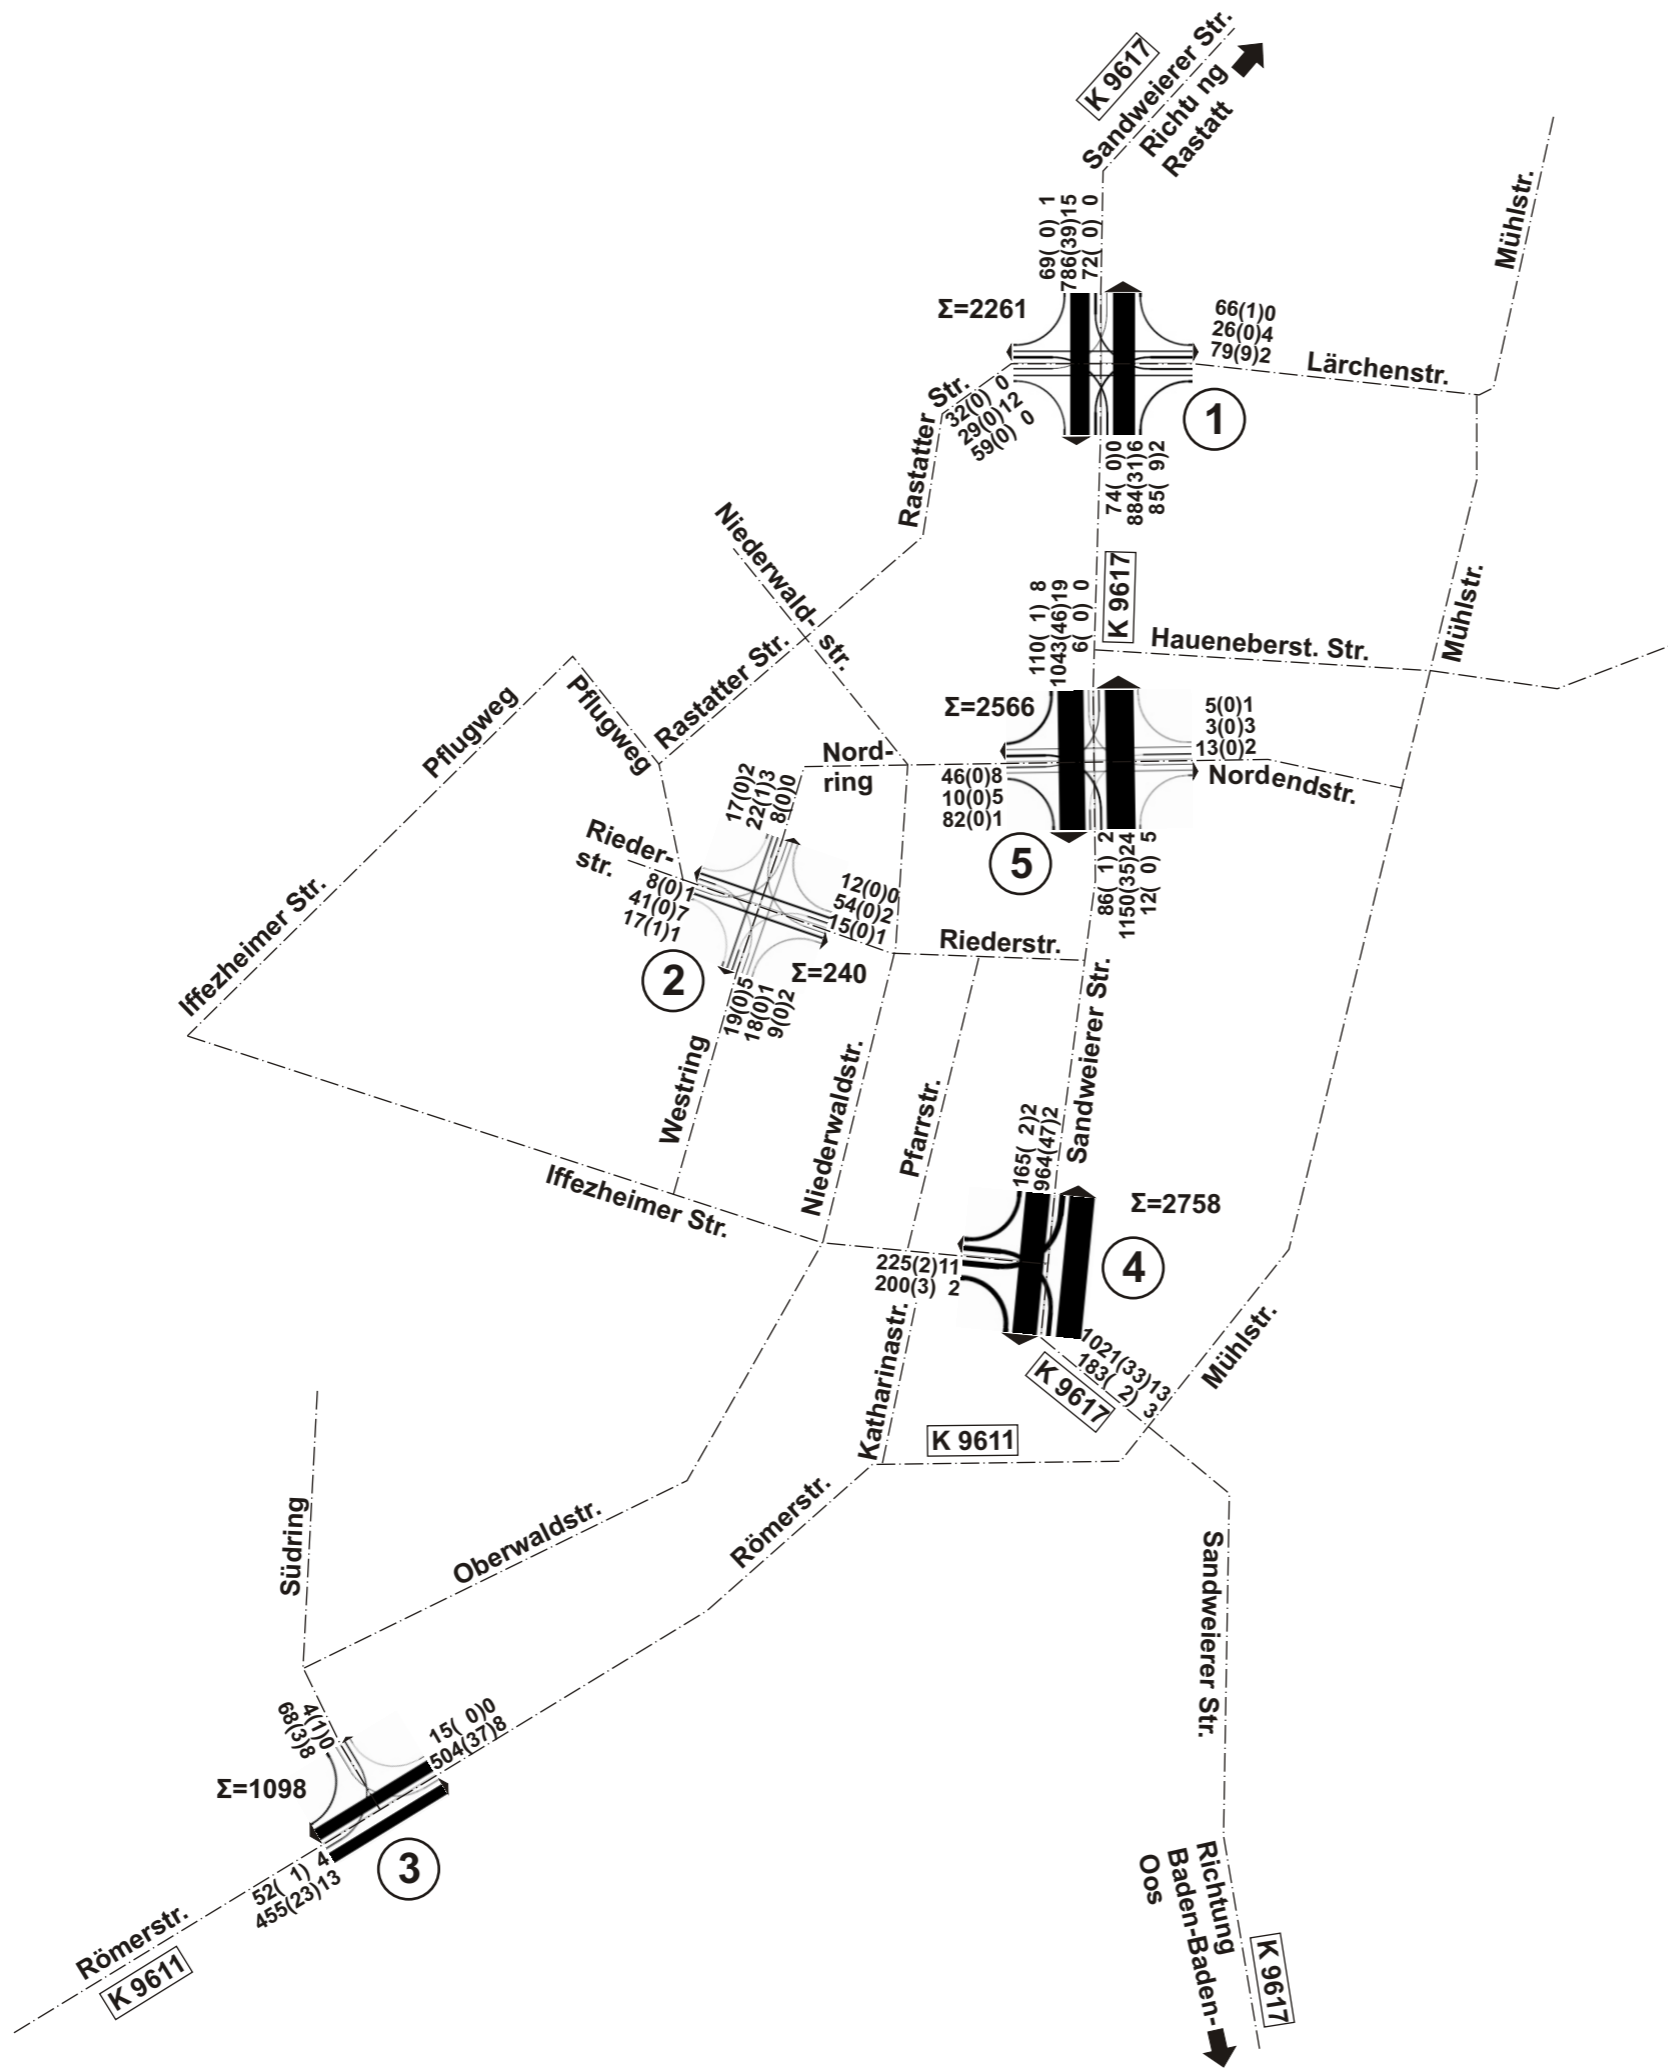 K 9617
Sandweierer Str.
Richtu ng
Rastatt
Mühlstr.
69( 0) 1
786(39)15
72( 0) 0
Σ=2261
66(1)0
26(0)4
79(9)2
Lärchenstr.
Rastatter Str.
32(0) 0
29(0)12
59(0) 0
1
74( 0)0
884(31)6
85( 9)2
Niederwald- str.
K 9617
110( 1) 8
1043(46)19
6( 0) 0
Haueneberst. Str.
Mühlstr.
Pflugweg
Pflugweg
Rastatter Str.
Σ=2566
5(0)1
3(0)3
13(0)2
Nord-
ring
46(0)8
10(0)5
82(0)1
Nordendstr.
5
86( 1) 2
1150(35)24
12( 0) 5
17(0)2
22(1)3
8(0)0
Rieder-
str.
8(0)1
41(0)7
17(1)1
12(0)0
54(0)2
15(0)1
Iffezheimer Str.
2
Σ=240
19(0)5
18(0)1
9(0)2
Riederstr.
Westring
Niederwaldstr.
Pfarrstr.
Sandweierer Str.
165( 2)2
964(47)2
Iffezheimer Str.
Σ=2758
4
225(2)11
200(3) 2
Katharinastr.
1021(33)13
183( 2) 3
K 9617
Mühlstr.
K 9611
Südring
Oberwaldstr.
Römerstr.
Sandweierer Str.
4(1)0
68(3)8
15( 0)0
504(37)8
Σ=1098
3
52( 1) 4
455(23)13
Römerstr.
K 9611
Richtung
Baden-Baden-
Oos
K 9617